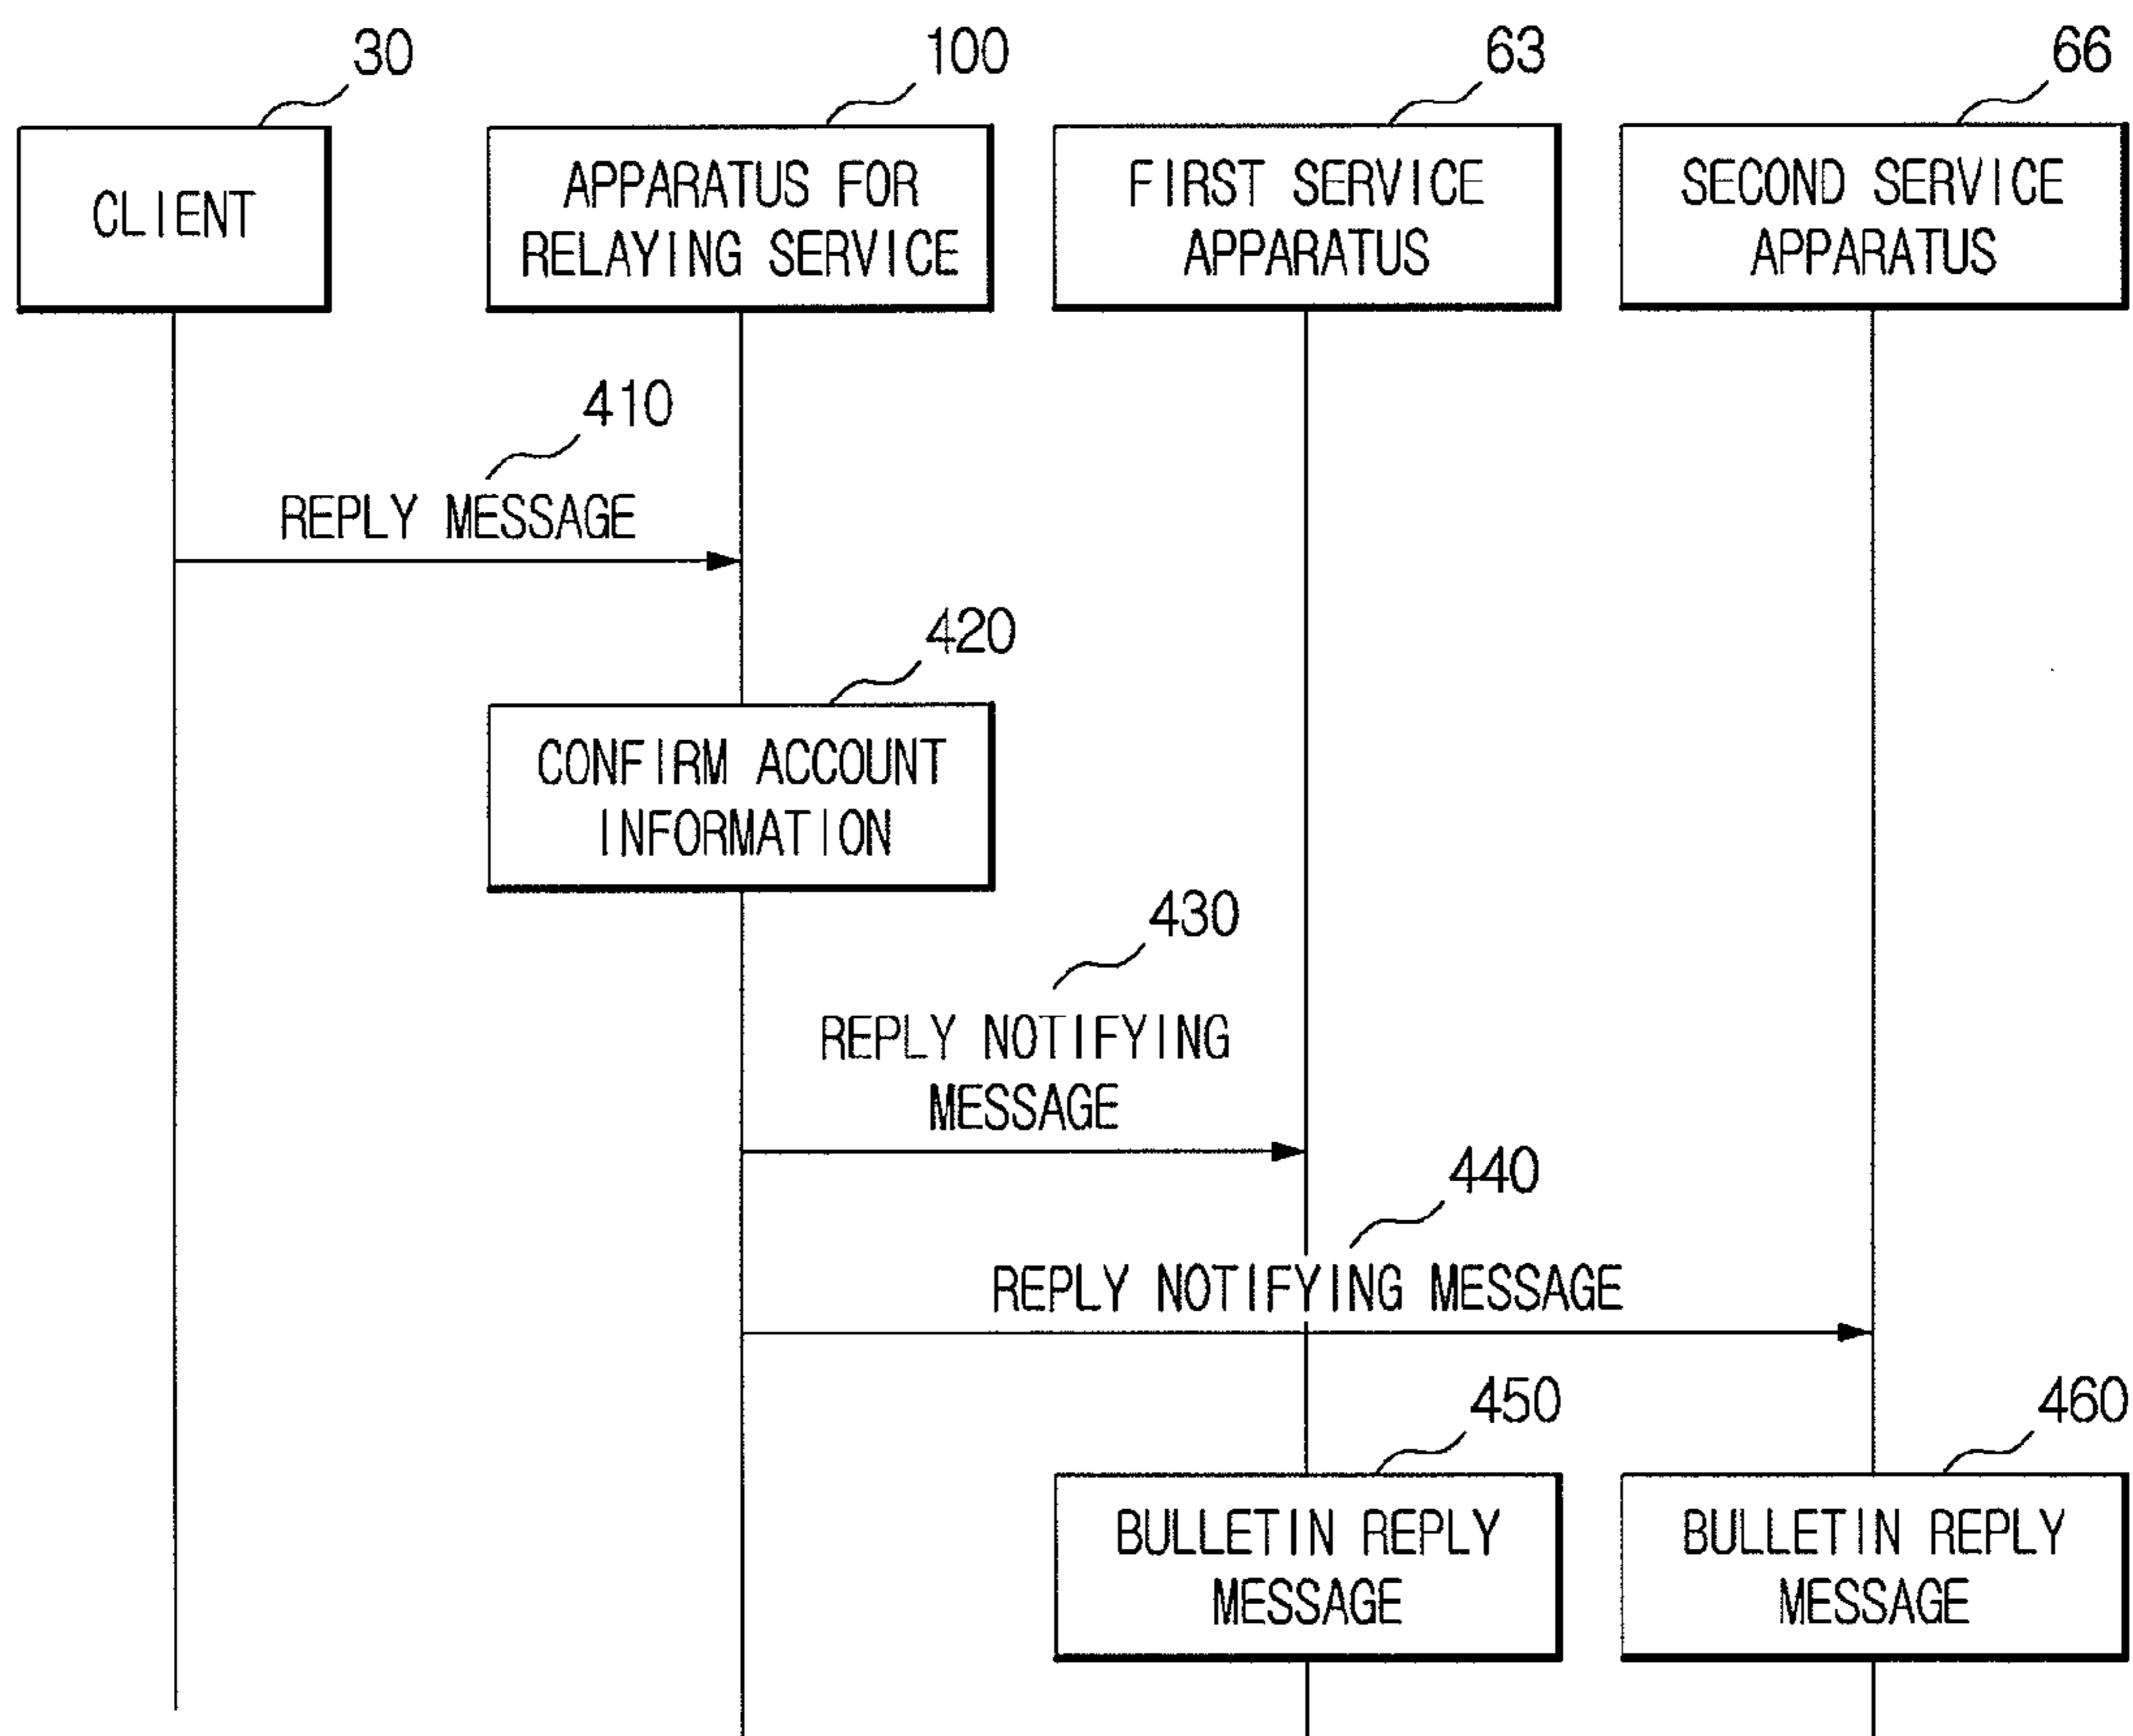 30
100
63
66
CLIENT
APPARATUS FOR
RELAYING SERVICE
FIRST SERVICE
APPARATUS
SECOND SERVICE
APPARATUS
410
REPLY MESSAGE
420
CONFIRM ACCOUNT
INFORMATION
430
REPLY NOTIFYING
MESSAGE
440
REPLY NOTIFYING MESSAGE
450
460
BULLETIN REPLY
MESSAGE
BULLETIN REPLY
MESSAGE